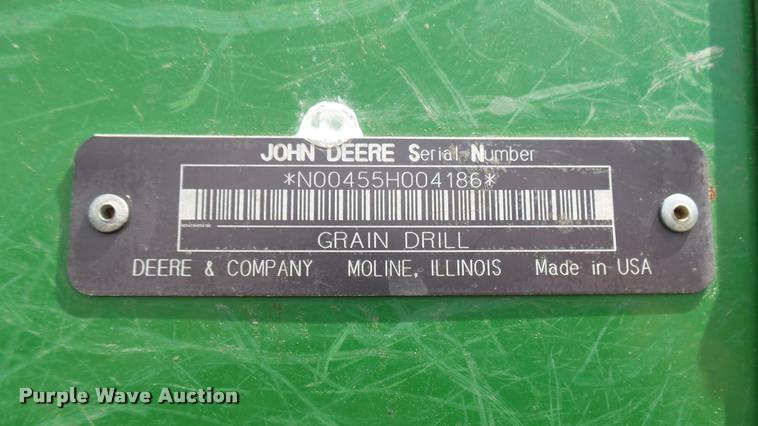 JOHN DEERE Serial Number
*N00455H004186*
GRAIN DRILL
DEERE & COMPANY MOLINE, ILLINOIS Made in USA
Purple Wave Auction